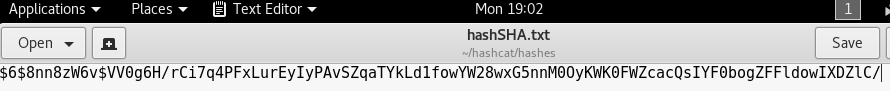 Applications Places Text Editor Mon 19:02 1
Open hashSHA.txt Save
~/hashcat/hashes
$6$8nn8zW6v$VV0g6H/rCi7q4PFxLurEyIyPAvSZqaTYkLd1fowYW28wxG5nnM0OyKWK0FWZcacQsIYF0bogZFFldowIXDZlC/